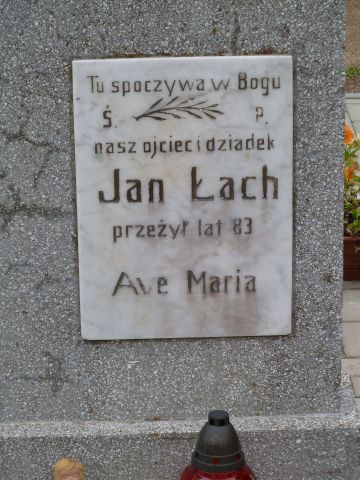 Tu spoczywa w Bogu
Ś. P.
nasz ojciec i dziadek
Jan Łach
przeżył lat 83
Ave Maria